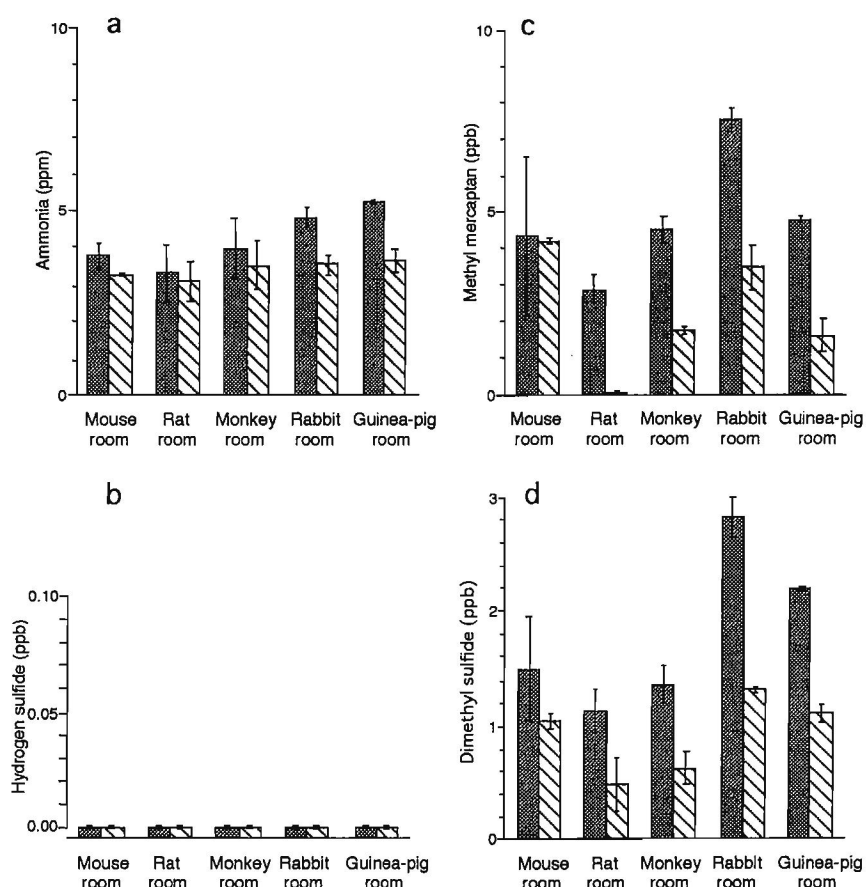 a
10
5
0
Ammonia (ppm)
Mouse room
Rat room
Monkey room
Rabbit room
Guinea-pig room
c
10
5
0
Methyl mercaptan (ppb)
Mouse room
Rat room
Monkey room
Rabbit room
Guinea-pig room
b
0.10
0.05
0.00
Hydrogen sulfide (ppb)
Mouse room
Rat room
Monkey room
Rabbit room
Guinea-pig room
d
3
2
1
0
Dimethyl sulfide (ppb)
Mouse room
Rat room
Monkey room
Rabbit room
Guinea-pig room